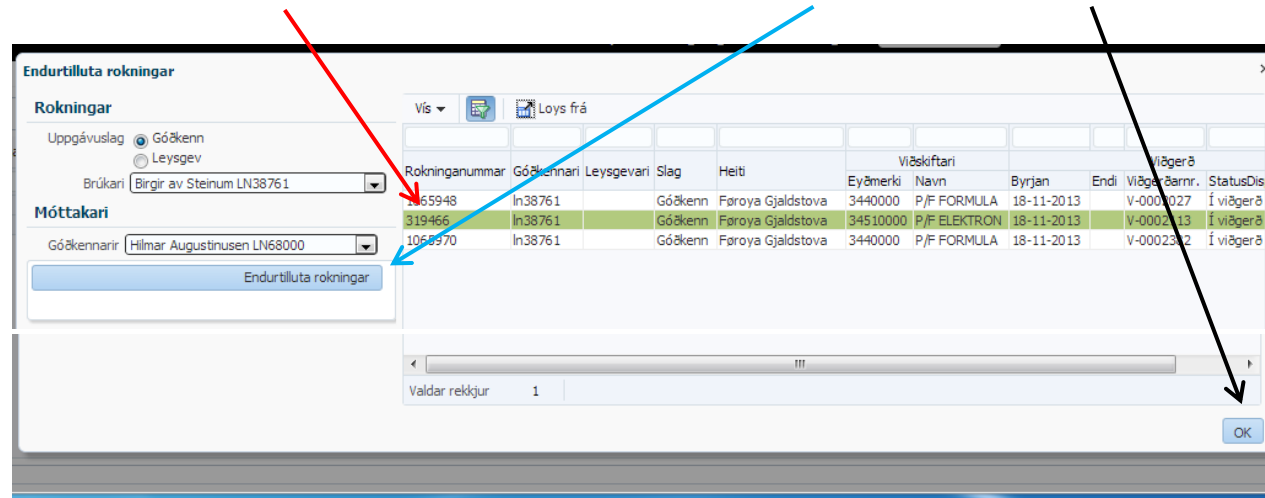 Endurtilluta rokningar
Rokningar
Uppgávuslag Góðkenn
Leysgev
Brúkari Birgir av Steinum LN38761
Móttakari
Góðkennarir Hilmar Augustinusen LN68000
Endurtilluta rokningar
Vís Loys frá
Viðskiftari Viðgerð
Rokninganummar Góðkennari Leysgevari Slag Heiti Eyðmerki Navn Byrjan Endi Viðgerðarnr. StatusDis
ln38761 Góðkenn Føroya Gjaldstova 3440000 P/F FORMULA 18-11-2013 Í viðgerð
319466 ln38761 Góðkenn Føroya Gjaldstova 34510000 P/F ELEKTRON 18-11-2013 Í viðgerð
1065970 ln38761 Góðkenn Føroya Gjaldstova 3440000 P/F FORMULA 18-11-2013 Í viðgerð
Valdar rekkjur 1
OK